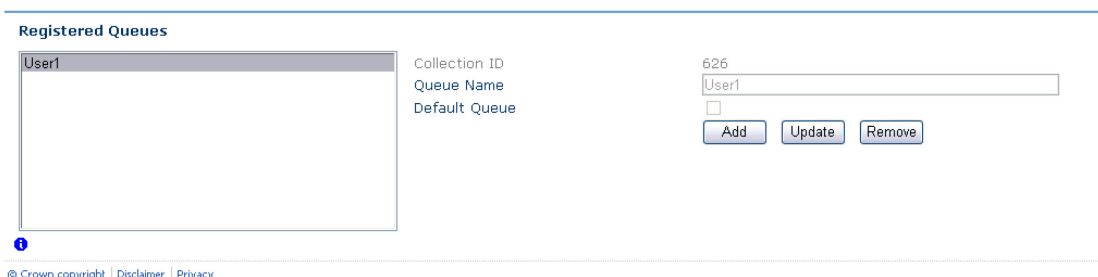 Registered Queues
User1
Collection ID 626
Queue Name User1
Default Queue
Add Update Remove
© Crown copyright | Disclaimer | Privacy